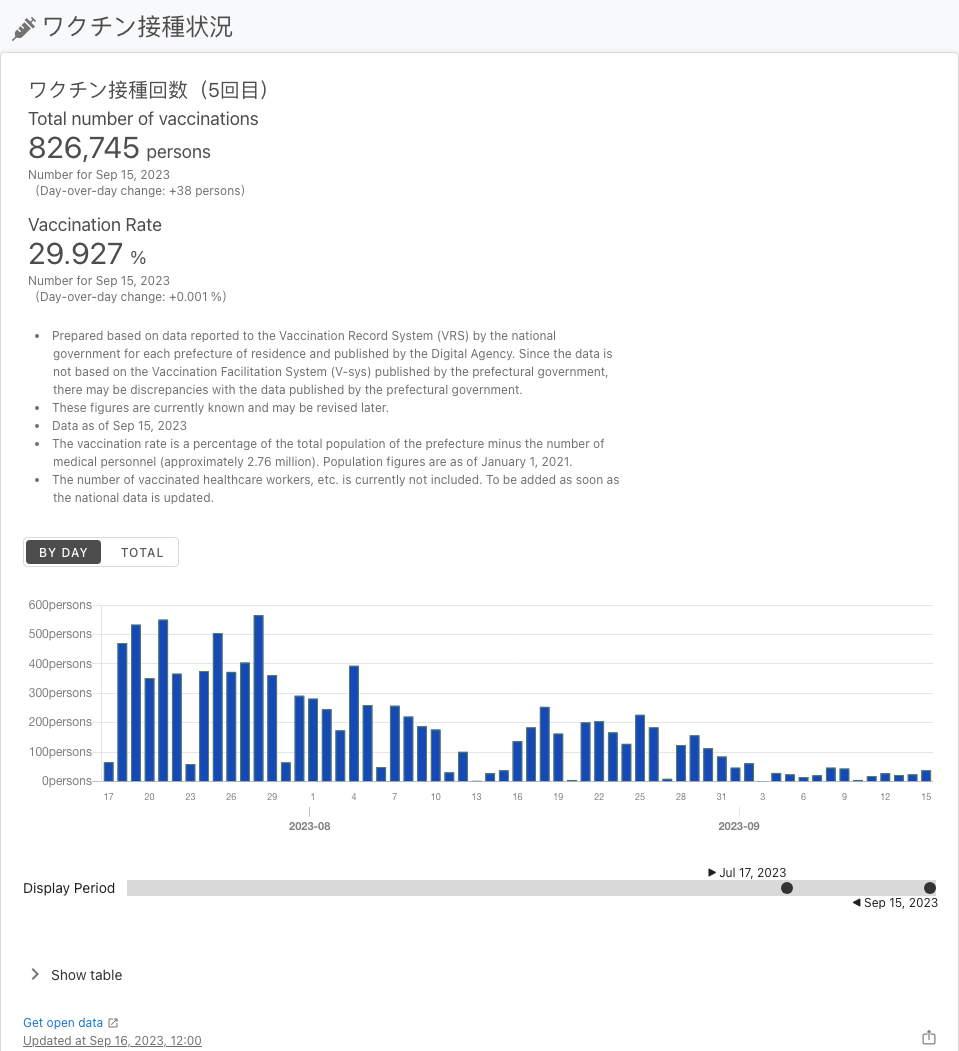 ワクチン接種状況
ワクチン接種回数（5回目）
Total number of vaccinations
826,745 persons
Number for Sep 15, 2023
（Day-over-day change: +38 persons）
Vaccination Rate
29.927 %
Number for Sep 15, 2023
（Day-over-day change: +0.001 %）
• Prepared based on data reported to the Vaccination Record System (VRS) by the national
government for each prefecture of residence and published by the Digital Agency. Since the data is
not based on the Vaccination Facilitation System (V-sys) published by the prefectural government,
there may be discrepancies with the data published by the prefectural government.
• These figures are currently known and may be revised later.
• Data as of Sep 15, 2023
• The vaccination rate is a percentage of the total population of the prefecture minus the number of
medical personnel (approximately 2.76 million). Population figures are as of January 1, 2021.
• The number of vaccinated healthcare workers, etc. is currently not included. To be added as soon as
the national data is updated.
BY DAY TOTAL
600persons
500persons
400persons
300persons
200persons
100persons
0persons
17 20 23 26 29 1 4 7 10 13 16 19 22 25 28 31 3 6 9 12 15
2023-08 2023-09
Jul 17, 2023
Display Period
Sep 15, 2023
Show table
Get open data
Updated at Sep 16, 2023, 12:00